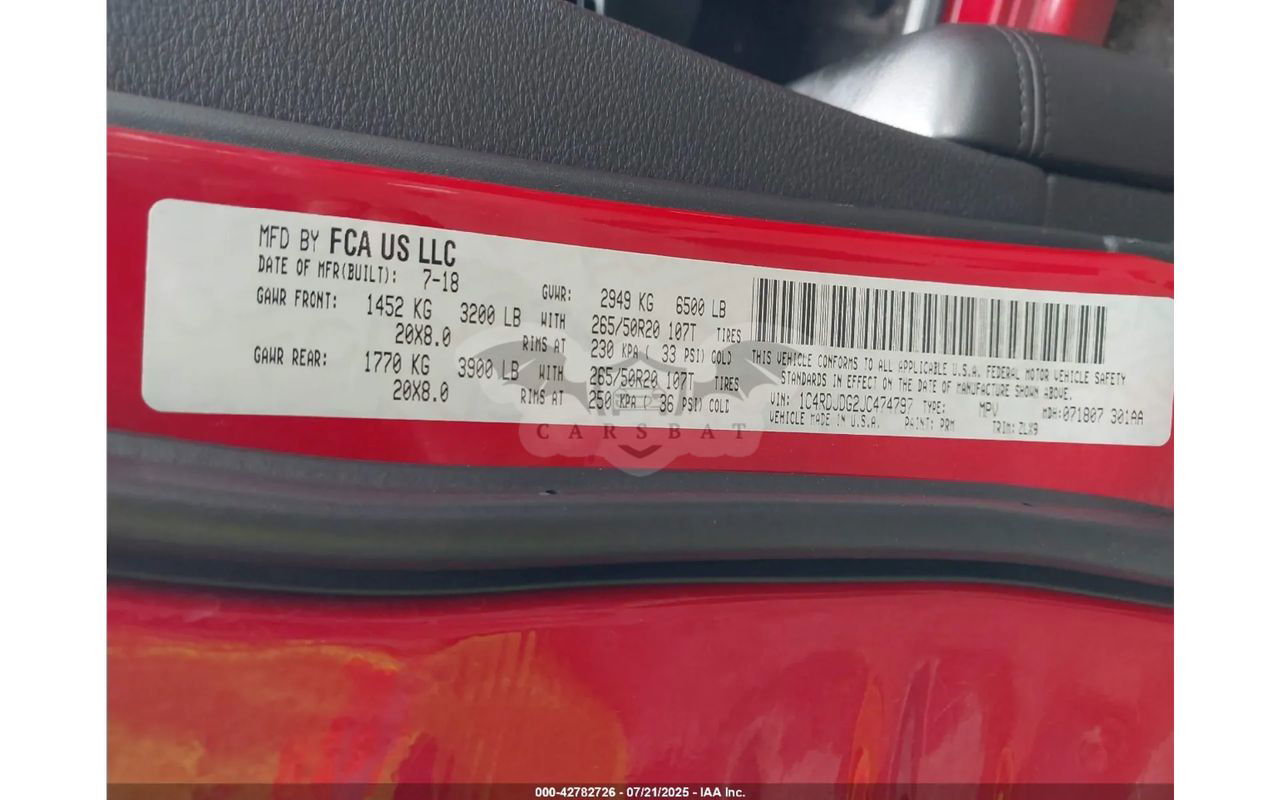 MFD BY FCA US LLC
DATE OF MFR(BUILT): 7-18 GVWR: 2949 KG 6500 LB
GAWR FRONT: 1452 KG 3200 LB WITH 265/50R20 107T TIRES
20X8.0 RIMS AT 230 KPA ( 33 PSI) COLD
GAWR REAR: 1770 KG 3900 LB WITH 265/50R20 107T TIRES
20X8.0 RIMS AT 250 KPA ( 36 PSI) COLD
THIS VEHICLE CONFORMS TO ALL APPLICABLE U.S.A. FEDERAL MOTOR VEHICLE SAFETY
STANDARDS IN EFFECT ON THE DATE OF MANUFACTURE SHOWN ABOVE.
VIN: 1C4RDJDG2JC474797 TYPE: MPV MDH: 071807 301AA
VEHICLE MADE IN U.S.A. PAINT: PRM TRIM: ZLX9
CARSBAT
000-42782726 - 07/21/2025 - IAA Inc.